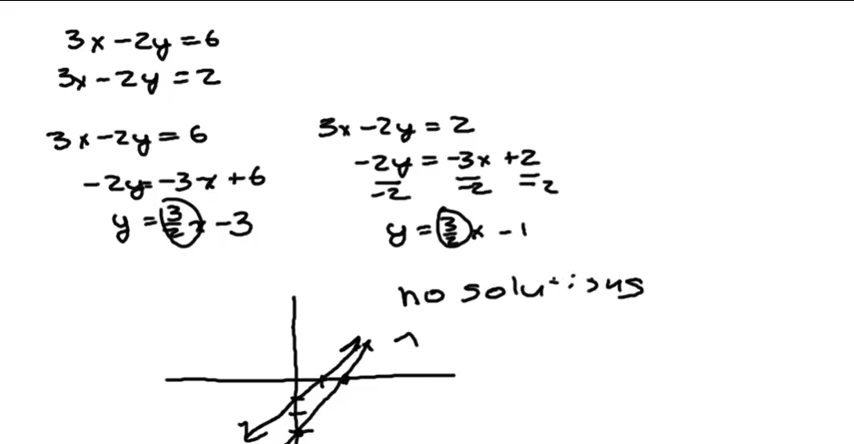 3x - 2y = 6
3x - 2y = 2
3x - 2y = 6
-2y = -3x + 6
y = 3/2 x - 3
3x - 2y = 2
-2y = -3x + 2
-2 -2 -2
y = 3/2 x - 1
no solutions